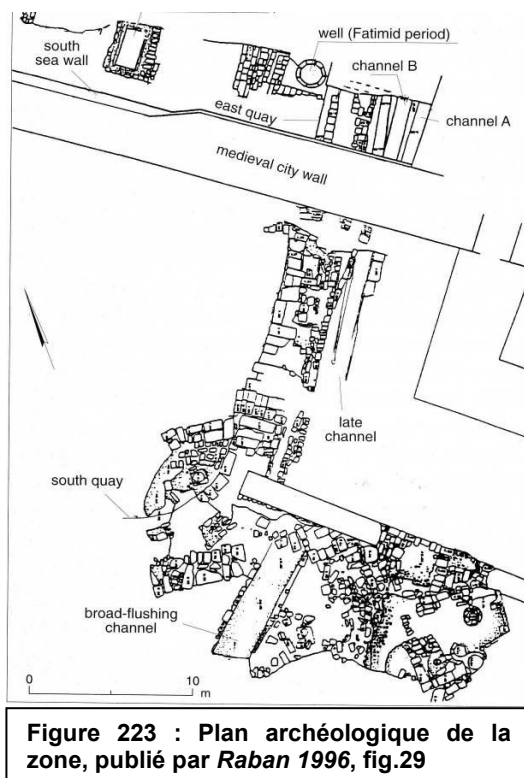 well (Fatimid period)
south
sea wall
channel B
east quay
channel A
medieval city wall
late
channel
south quay
broad-flushing
channel
0
10
m
Figure 223 : Plan archéologique de la
zone, publié par Raban 1996, fig.29